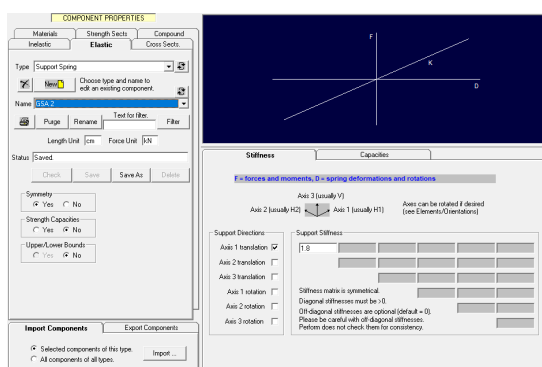 COMPONENT PROPERTIES
Materials Strength Sects Compound
Inelastic Elastic Cross Sects.
Type Support Spring
New
Choose type and name to
edit an existing component.
Name GSA 2
Purge Rename Text for filter. Filter
Length Unit cm Force Unit kN
Status Saved.
Check Save Save As Delete
Symmetry
Yes No
Strength Capacities
Yes No
Upper/Lower Bounds
Yes No
Import Components Export Components
Selected components of this type.
All components of all types.
Import ...
F
K
D
Stiffness Capacities
F = forces and moments, D = spring deformations and rotations
Axis 3 (usually V)
Axis 2 (usually H2) Axis 1 (usually H1)
Axes can be rotated if desired
(see Elements/Orientations)
Support Directions
Axis 1 translation
Axis 2 translation
Axis 3 translation
Axis 1 rotation
Axis 2 rotation
Axis 3 rotation
Support Stiffness
1.8
Stiffness matrix is symmetrical.
Diagonal stiffnesses must be >0.
Off-diagonal stiffnesses are optional (default = 0).
Please be careful with off-diagonal stiffnesses.
Perform does not check them for consistency.